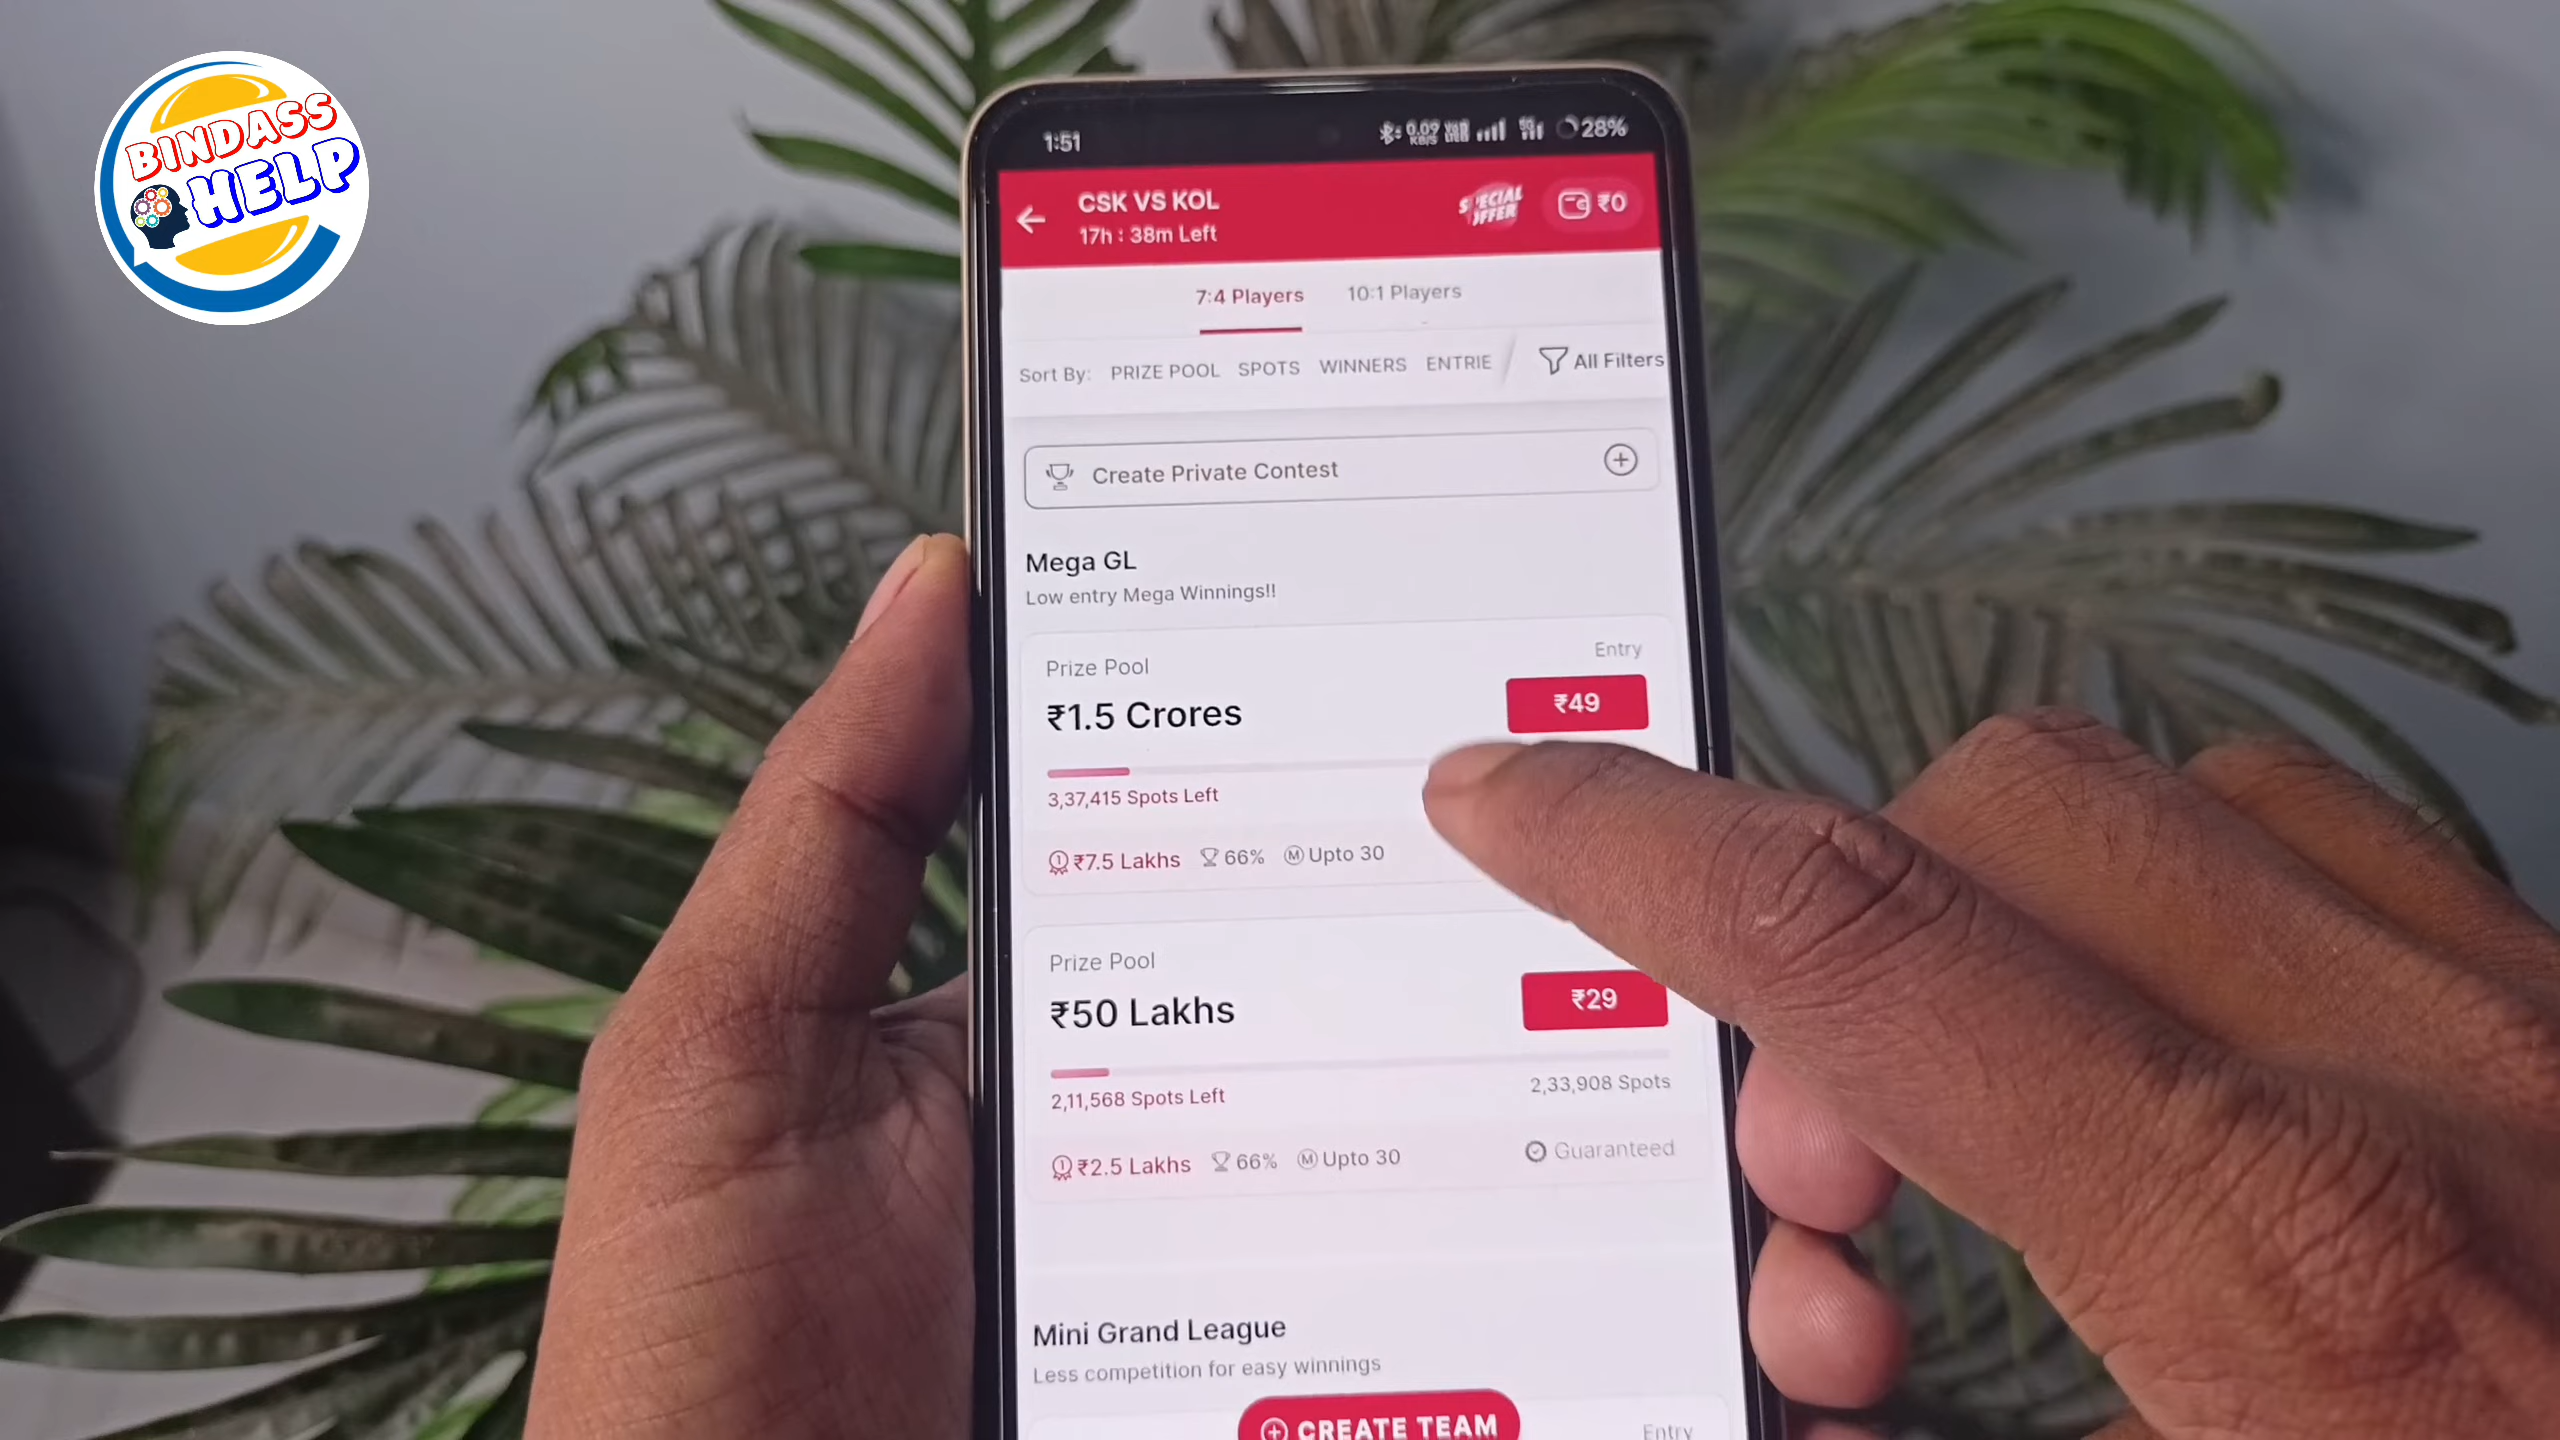 BINDASS
HELP
1:51
0.09 KB/S
5G
28%
CSK VS KOL
17h : 38m Left
SPECIAL
OFFER
₹0
7:4 Players
10:1 Players
Sort By:
PRIZE POOL
SPOTS
WINNERS
ENTRIE
All Filters
Create Private Contest
Mega GL
Low entry Mega Winnings!!
Prize Pool
Entry
₹1.5 Crores
₹49
3,37,415 Spots Left
₹7.5 Lakhs
66%
M Upto 30
Prize Pool
₹50 Lakhs
₹29
2,11,568 Spots Left
2,33,908 Spots
₹2.5 Lakhs
66%
M Upto 30
Guaranteed
Mini Grand League
Less competition for easy winnings
CREATE TEAM
Entry